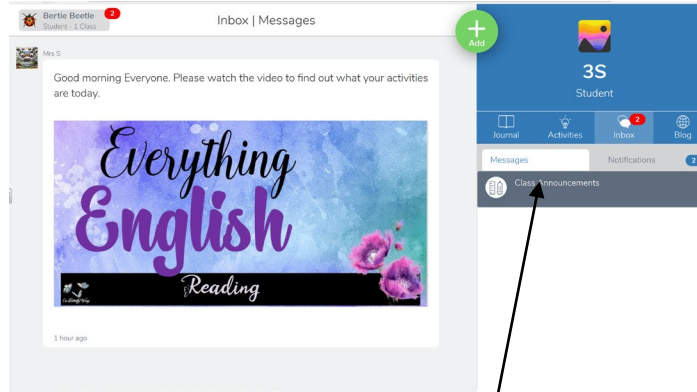 Bertie Beetle
2
Student - 1 Class
Inbox | Messages
Add
3S
Student
Journal
Activities
2
Inbox
Blog
Messages
Notifications
2
Class Announcements
Mrs S
Good morning Everyone. Please watch the video to find out what your activities
are today.
Everything
English
Reading
1 hour ago